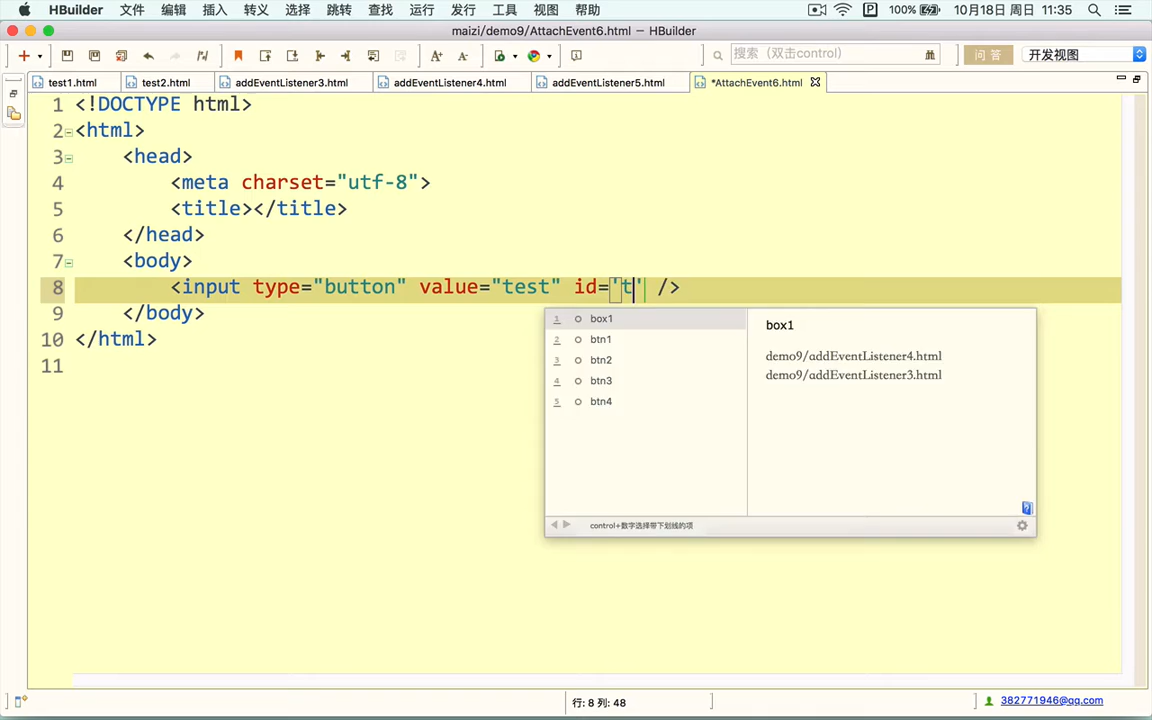 HBuilder 文件 编辑 插入 转义 选择 跳转 查找 运行 发行 工具 视图 帮助 P 100% 10月18日 周日 11:35
maizi/demo9/AttachEvent6.html — HBuilder
搜索 (双击control) 问 答 开发视图
test1.html test2.html addEventListener3.html addEventListener4.html addEventListener5.html *AttachEvent6.html
1 <!DOCTYPE html>
2 <html>
3 <head>
4 <meta charset="utf-8">
5 <title></title>
6 </head>
7 <body>
8 <input type="button" value="test" id='t' />
9 </body>
10 </html>
11
1 box1
2 btn1
3 btn2
4 btn3
5 btn4
box1
demo9/addEventListener4.html
demo9/addEventListener3.html
control+数字选择带下划线的项
行: 8 列: 48
382771946@qq.com